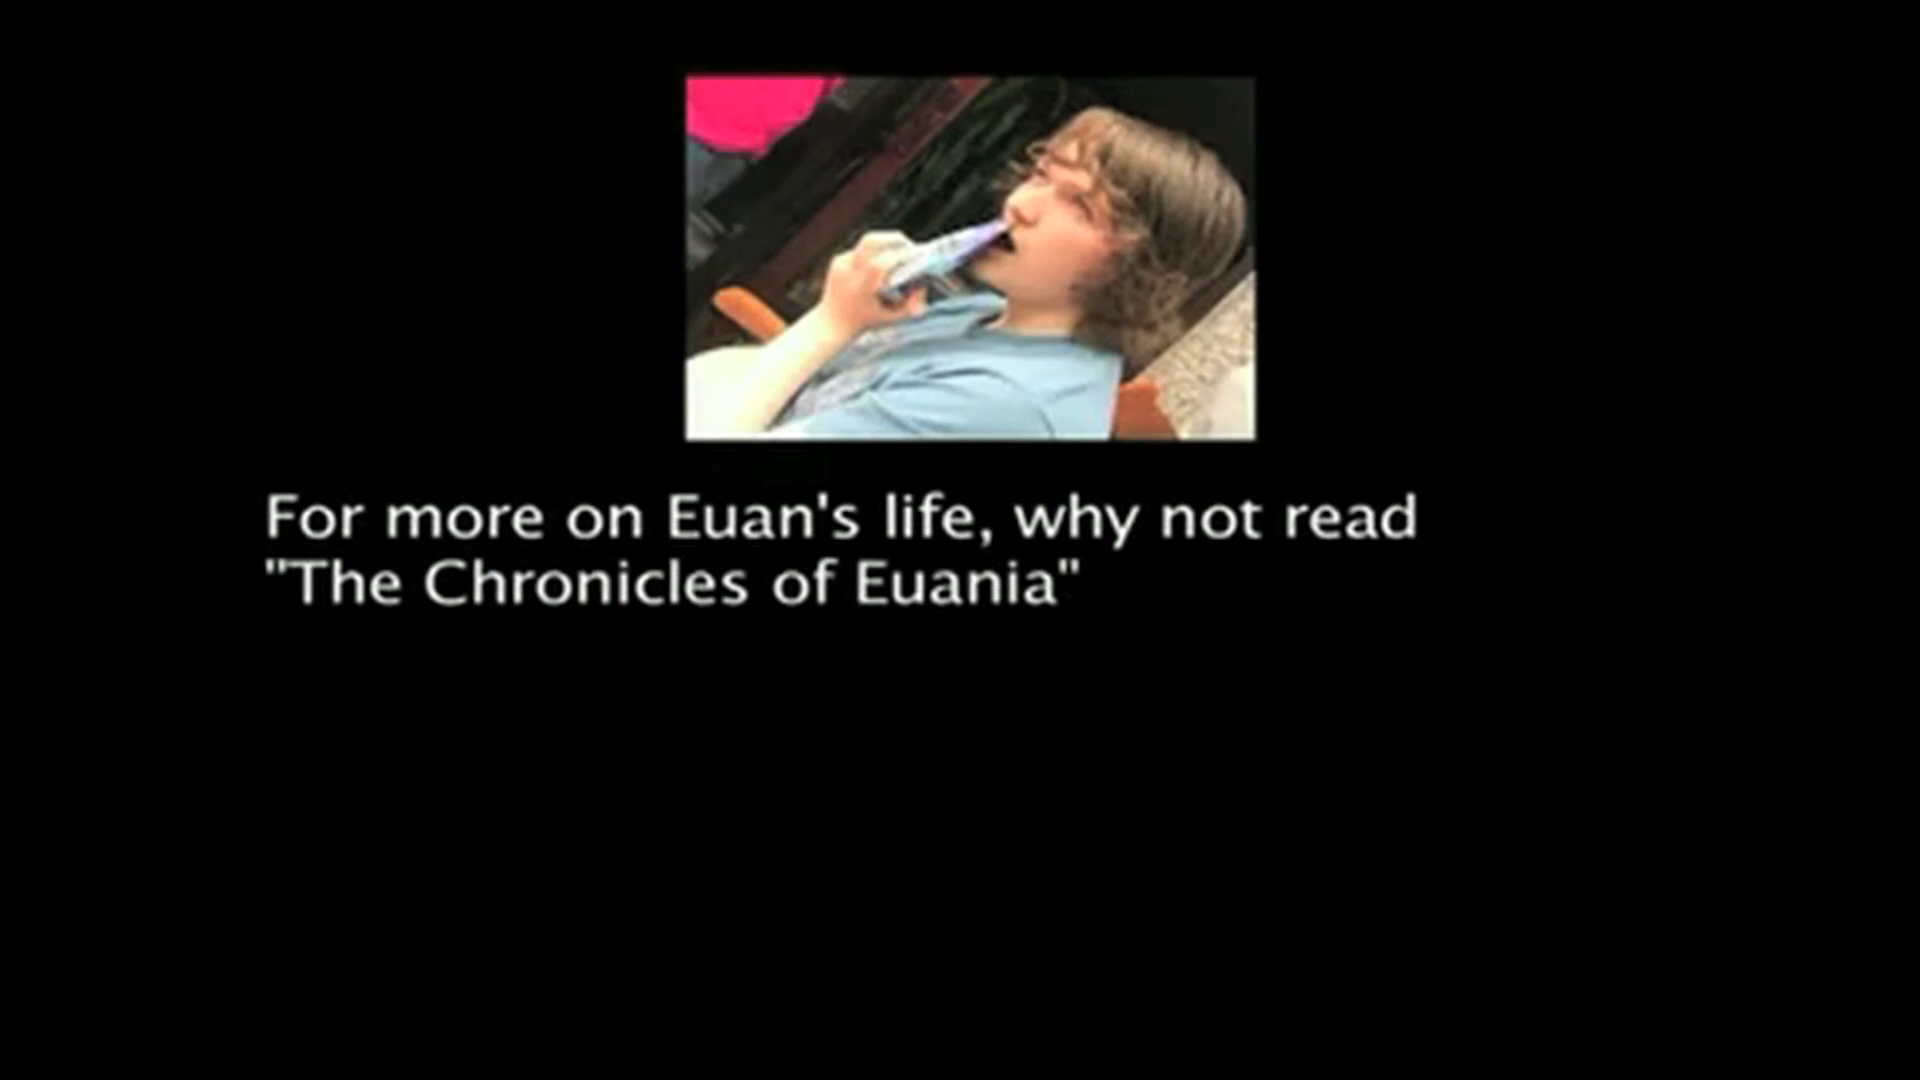 For more on Euan's life, why not read
"The Chronicles of Euania"